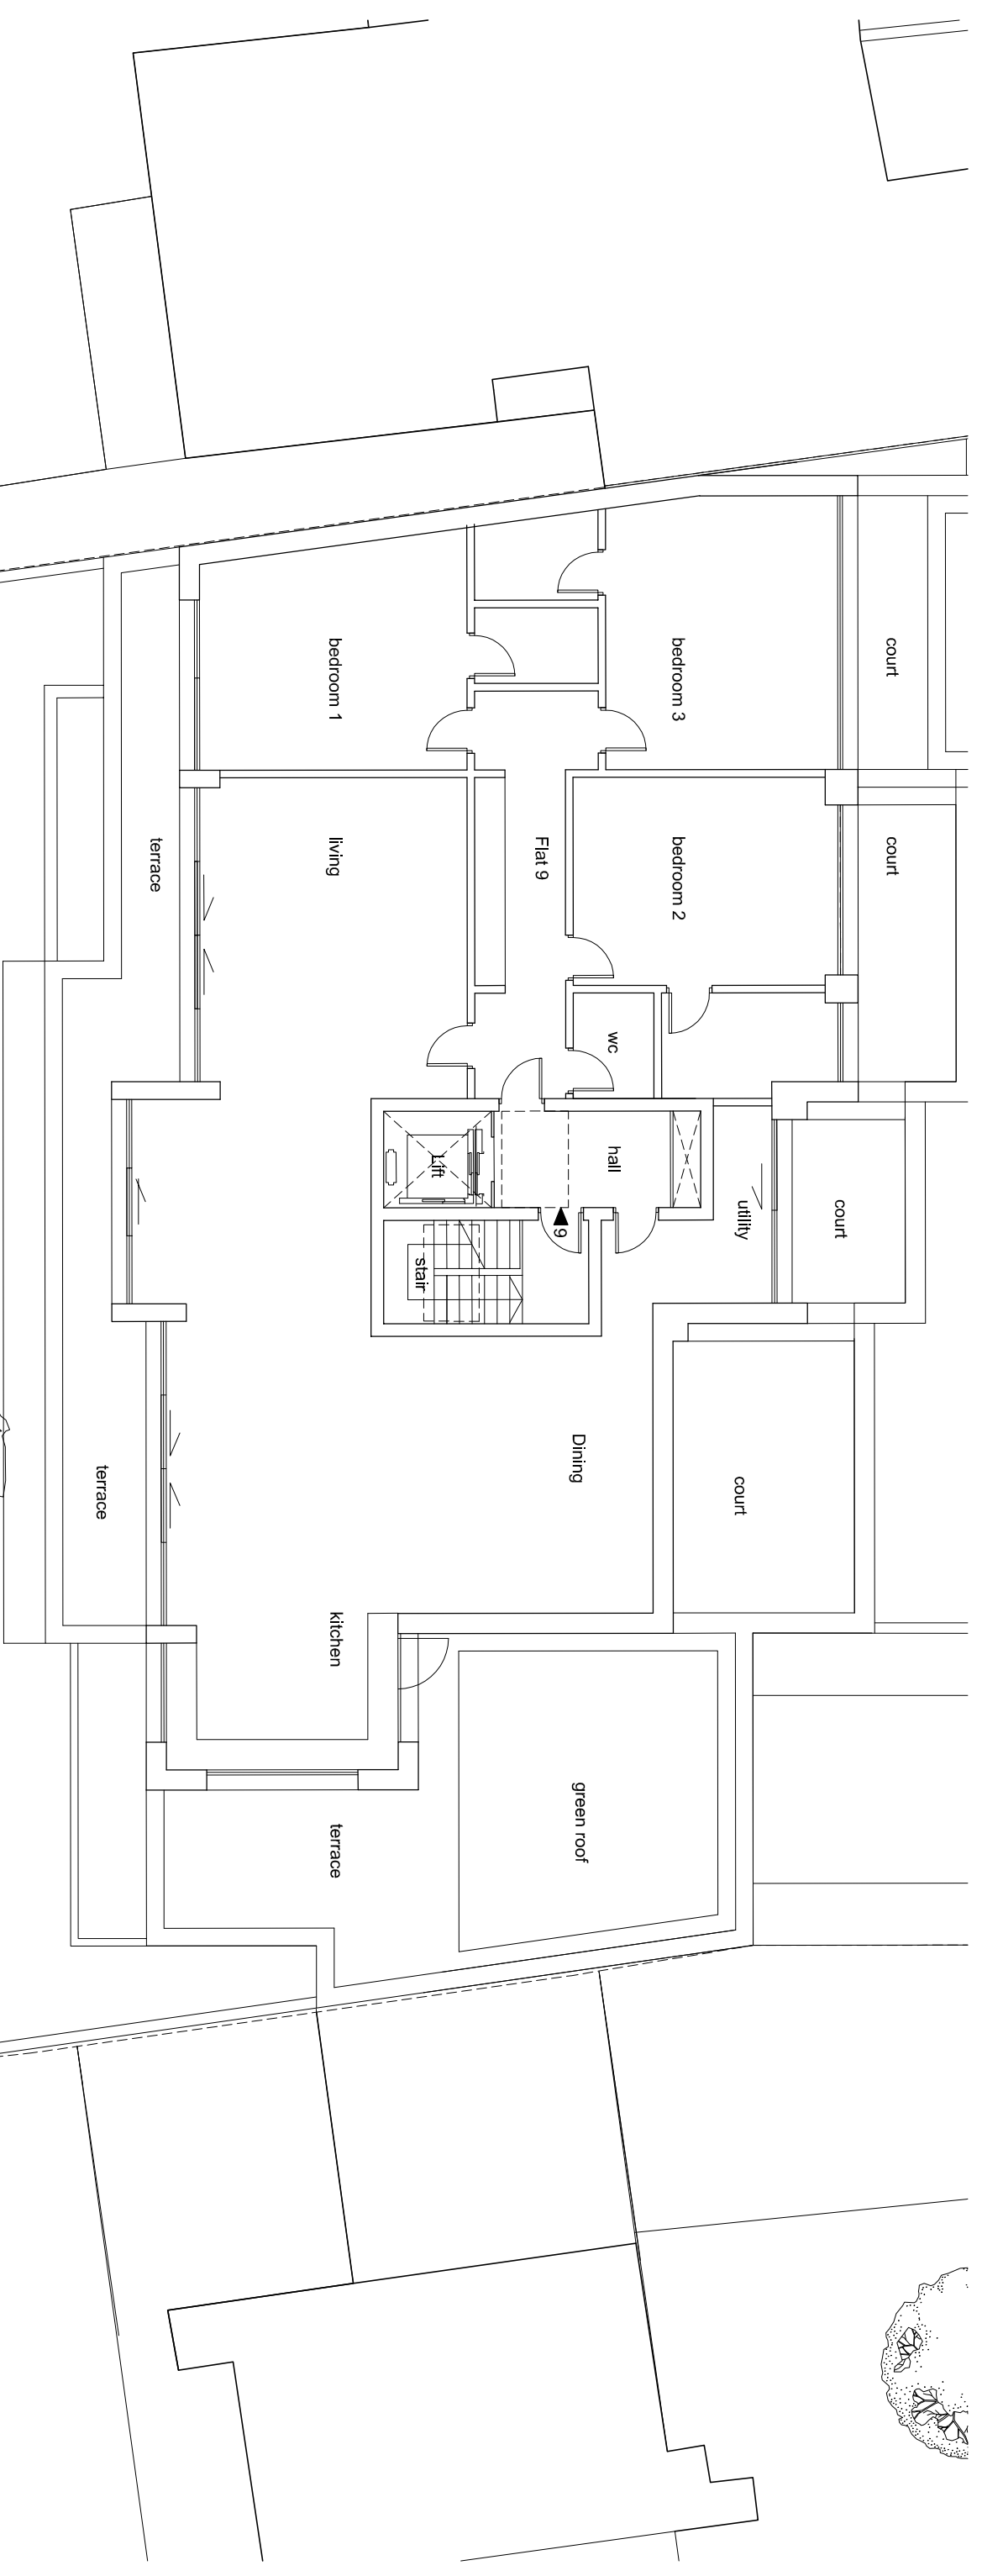 court
court
court
utility
court
bedroom 3
bedroom 2
wc
hall
Dining
green roof
9
Flat 9
Lift
stair
bedroom 1
living
kitchen
terrace
terrace
terrace